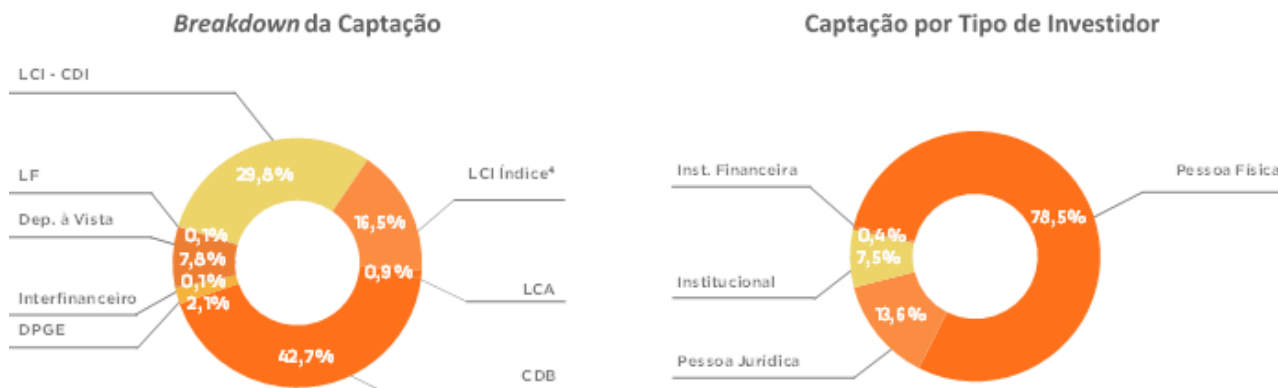 Breakdown da Captação
LCI - CDI
LF
Dep. à Vista
Interfinanceiro
DPGE
29,8%
0,1%
7,8%
0,1%
2,1%
42,7%
16,5%
0,9%
LCI Índice⁴
LCA
CDB
Captação por Tipo de Investidor
Inst. Financeira
Institucional
Pessoa Jurídica
0,4%
7,5%
13,6%
78,5%
Pessoa Física